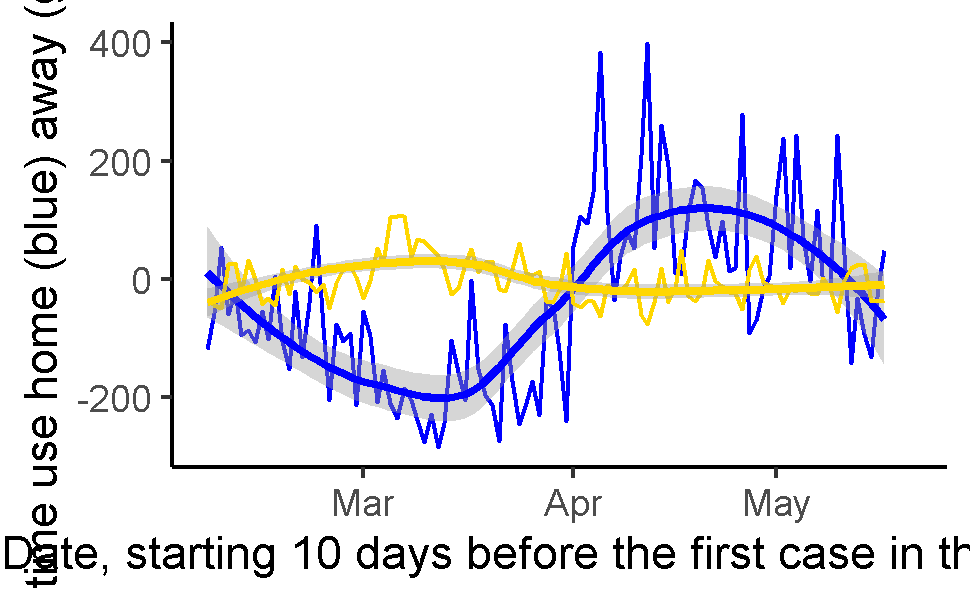 time use home (blue) away (
400
200
0
-200
Mar Apr May
Date, starting 10 days before the first case in th